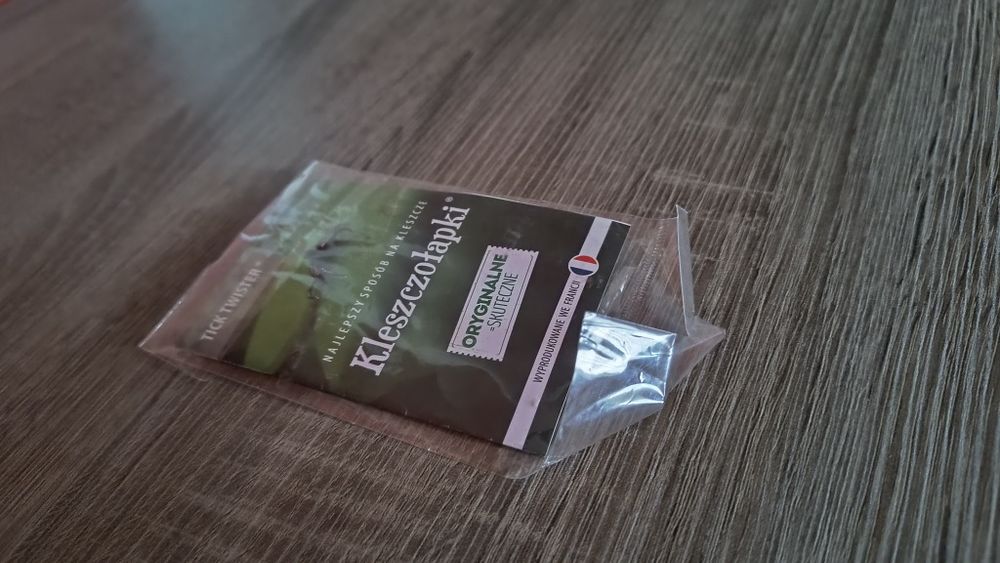 TICK TWISTER
NAJLEPSZY SPOSÓB NA KLESZCZE
Kleszczołapki®
ORYGINALNE
=SKUTECZNE
WYPRODUKOWANE WE FRANCJI